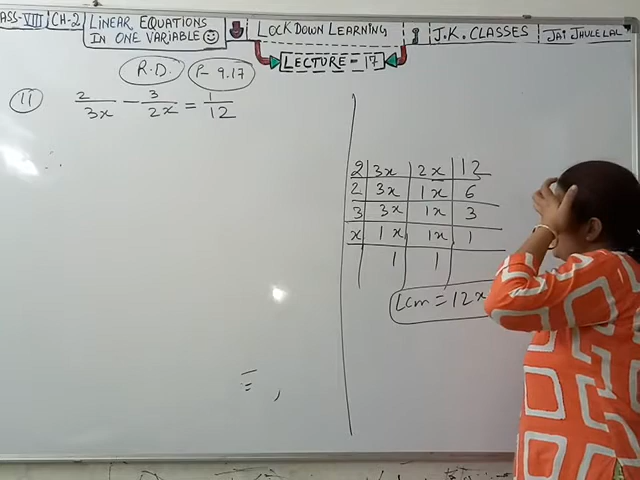 ASS-VIII CH-2 LINEAR EQUATIONS IN ONE VARIABLE LOCKDOWN LEARNING J.K. CLASSES JAI JHULELAL
LECTURE-17
R.D. P-9.17
11 2/3x - 3/2x = 1/12
2 3x 2x 12
2 3x 1x 6
3 3x 1x 3
x 1x 1x 1
1 1
Lcm = 12x